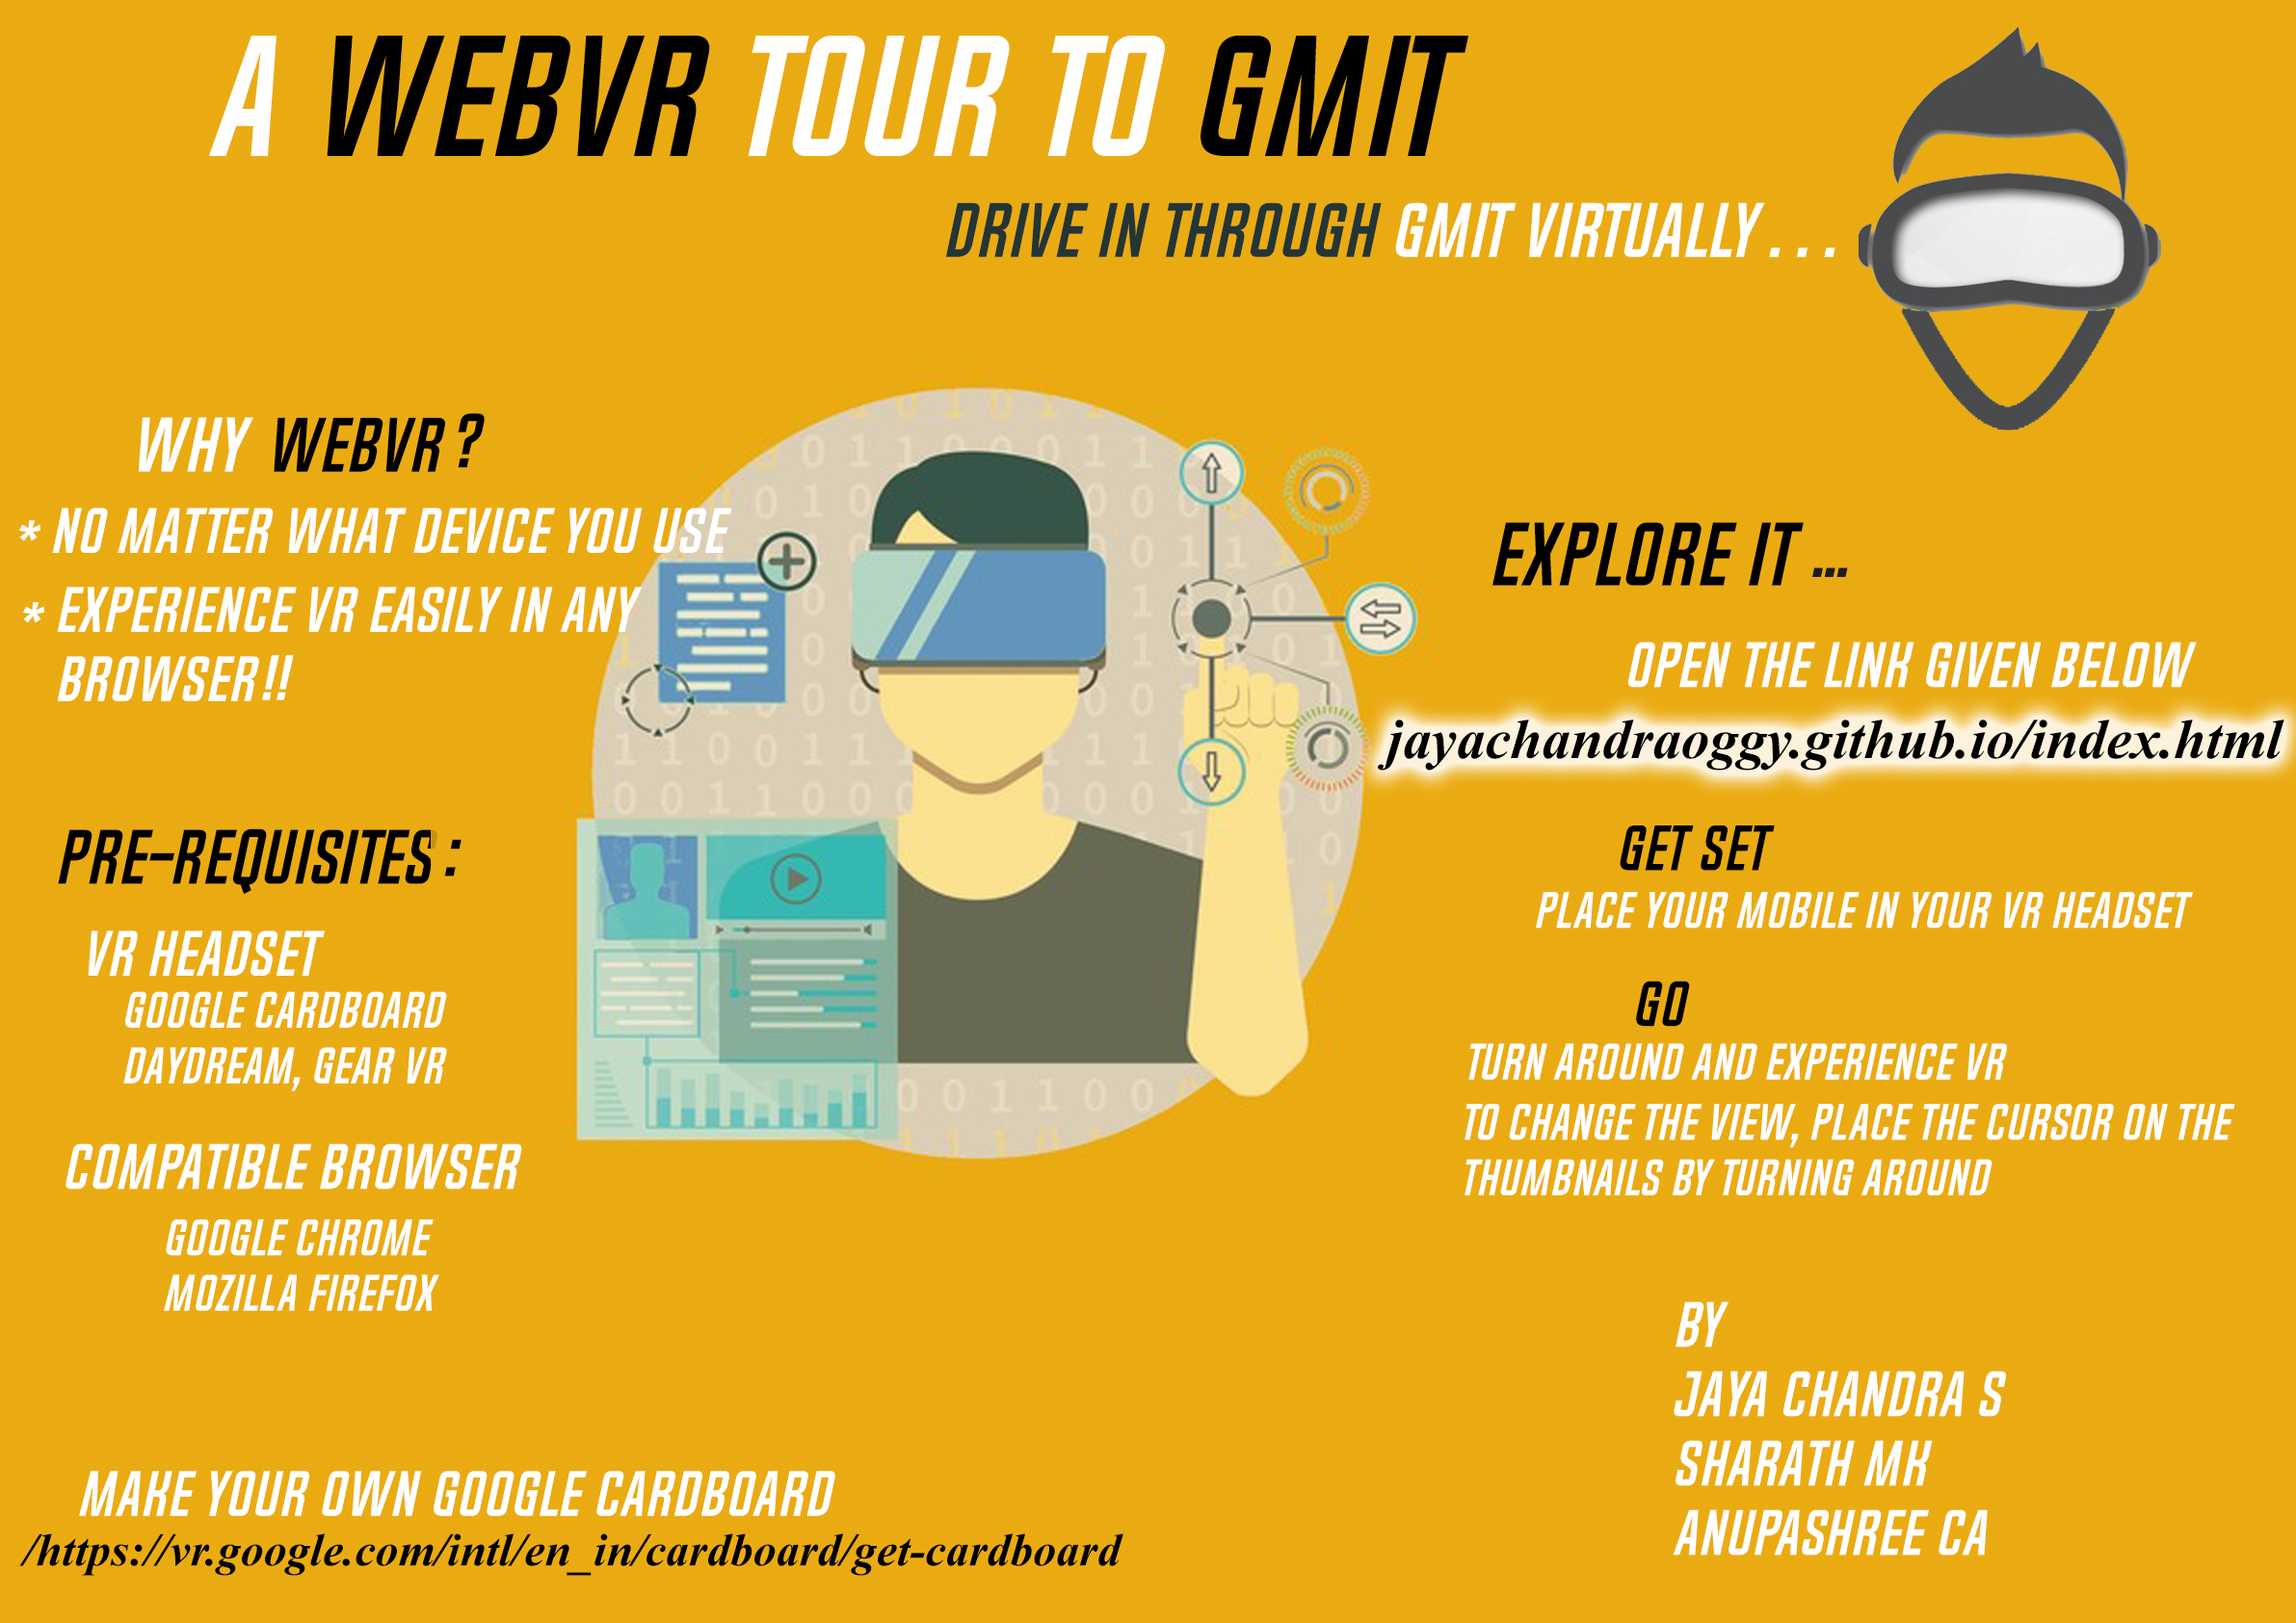 A WEBVR TOUR TO GMIT
DRIVE IN THROUGH GMIT VIRTUALLY . . .
WHY WEBVR ?
* NO MATTER WHAT DEVICE YOU USE
* EXPERIENCE VR EASILY IN ANY
BROWSER !!
PRE-REQUISITES :
VR HEADSET
GOOGLE CARDBOARD
DAYDREAM, GEAR VR
COMPATIBLE BROWSER
GOOGLE CHROME
MOZILLA FIREFOX
MAKE YOUR OWN GOOGLE CARDBOARD
/https://vr.google.com/intl/en_in/cardboard/get-cardboard
EXPLORE IT ...
OPEN THE LINK GIVEN BELOW
jayachandraoggy.github.io/index.html
GET SET
PLACE YOUR MOBILE IN YOUR VR HEADSET
GO
TURN AROUND AND EXPERIENCE VR
TO CHANGE THE VIEW, PLACE THE CURSOR ON THE
THUMBNAILS BY TURNING AROUND
BY
JAYA CHANDRA S
SHARATH MK
ANUPASHREE CA